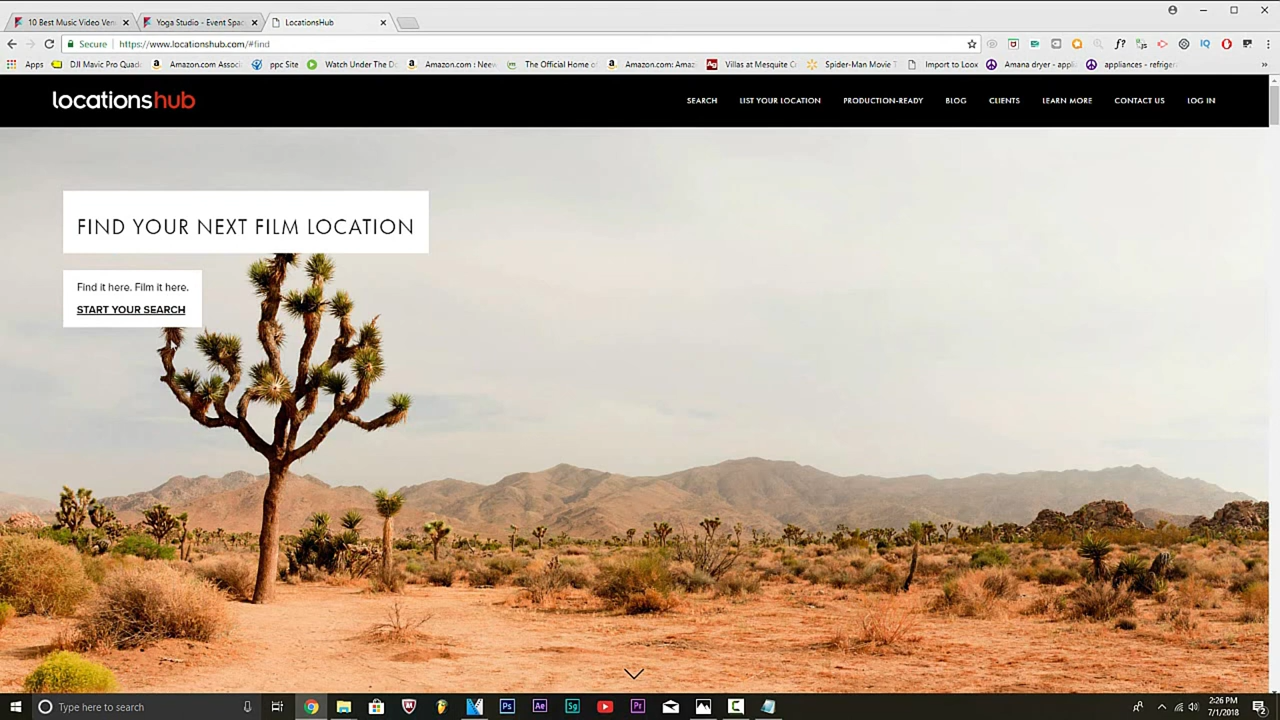 10 Best Music Video Ven
Yoga Studio - Event Spac
LocationsHub
Secure
https://www.locationshub.com/#find
Apps
DJI Mavic Pro Quad
Amazon.com Associ
ppc Site
Watch Under The D
Amazon.com : New
The Official Home o
Amazon.com: Amaz
Villas at Mesquite C
Spider-Man Movie T
Import to Loox
Amana dryer - appli
appliances - refriger
locationshub
SEARCH
LIST YOUR LOCATION
PRODUCTION-READY
BLOG
CLIENTS
LEARN MORE
CONTACT US
LOG IN
FIND YOUR NEXT FILM LOCATION
Find it here. Film it here.
START YOUR SEARCH
Type here to search
2:26 PM
7/1/2018